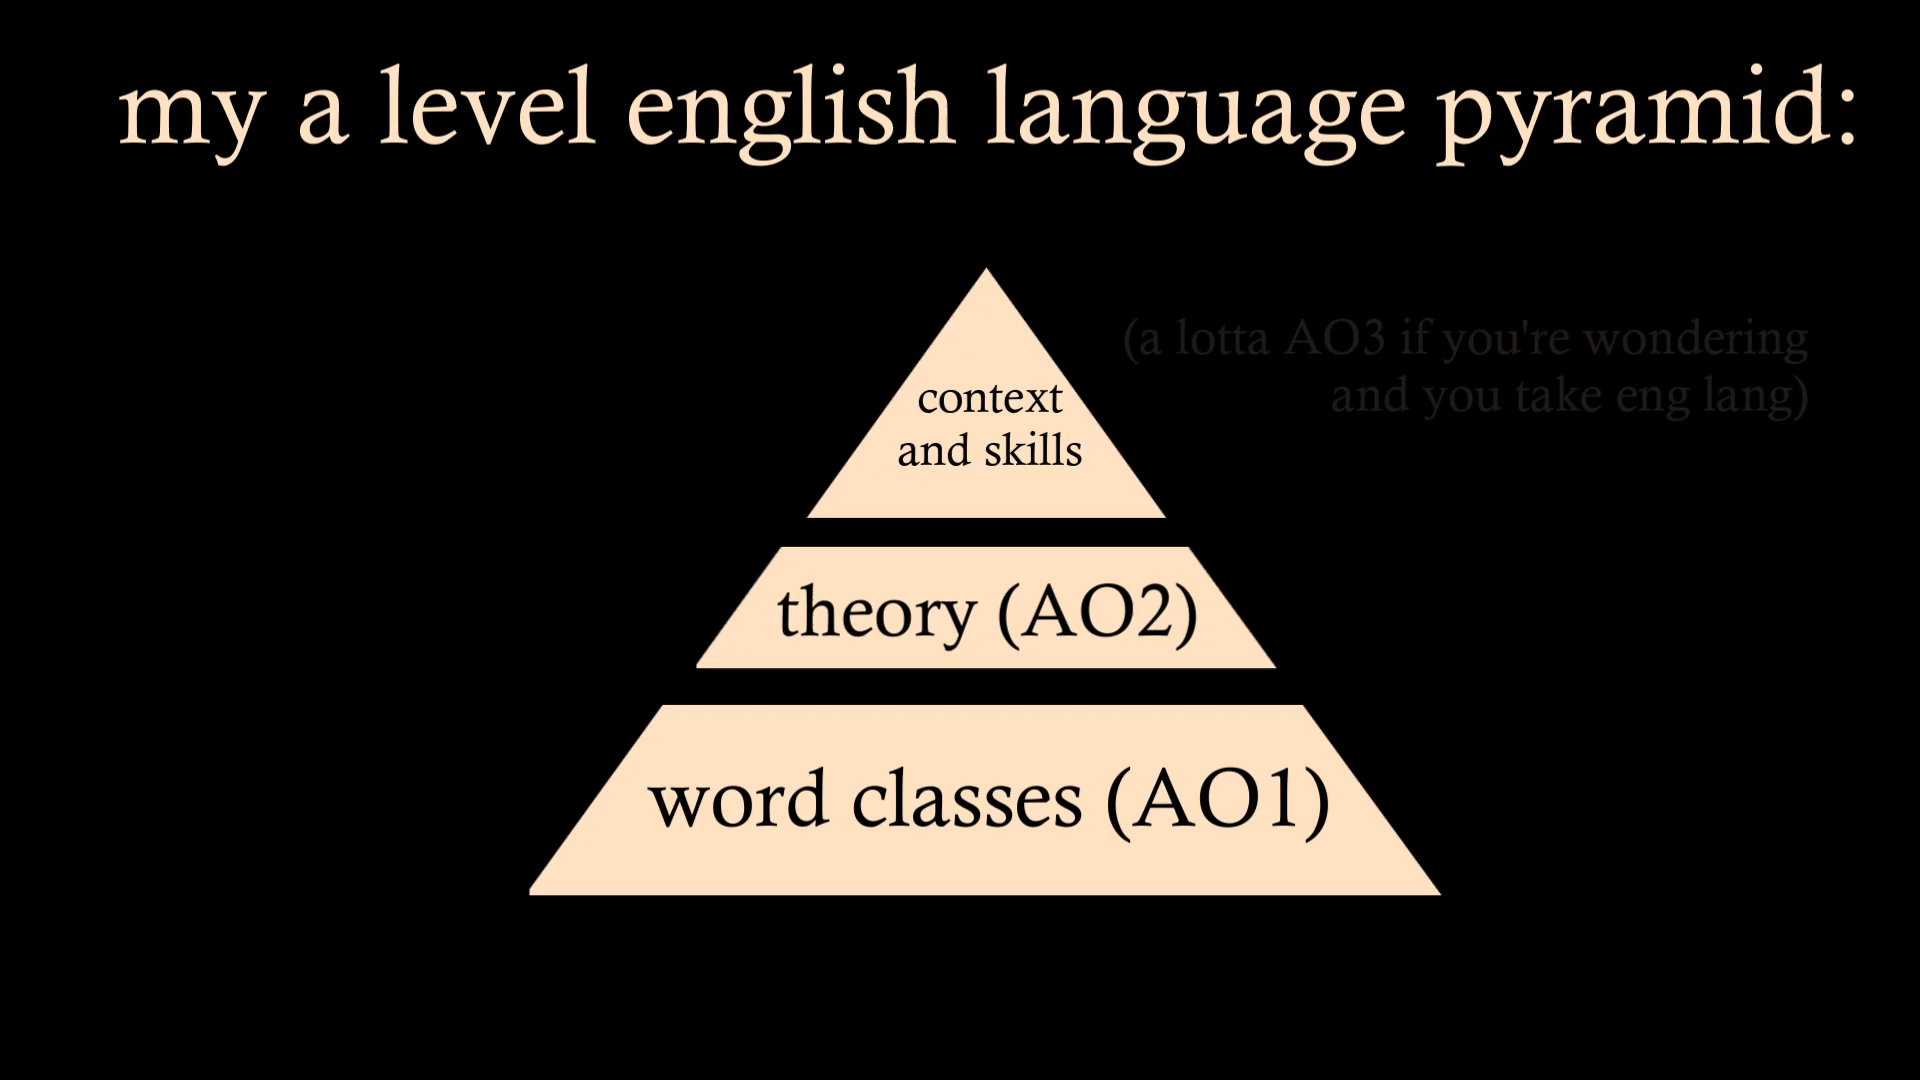 my a level english language pyramid:
(a lotta AO3 if you're wondering
and you take eng lang)
context
and skills
theory (AO2)
word classes (AO1)